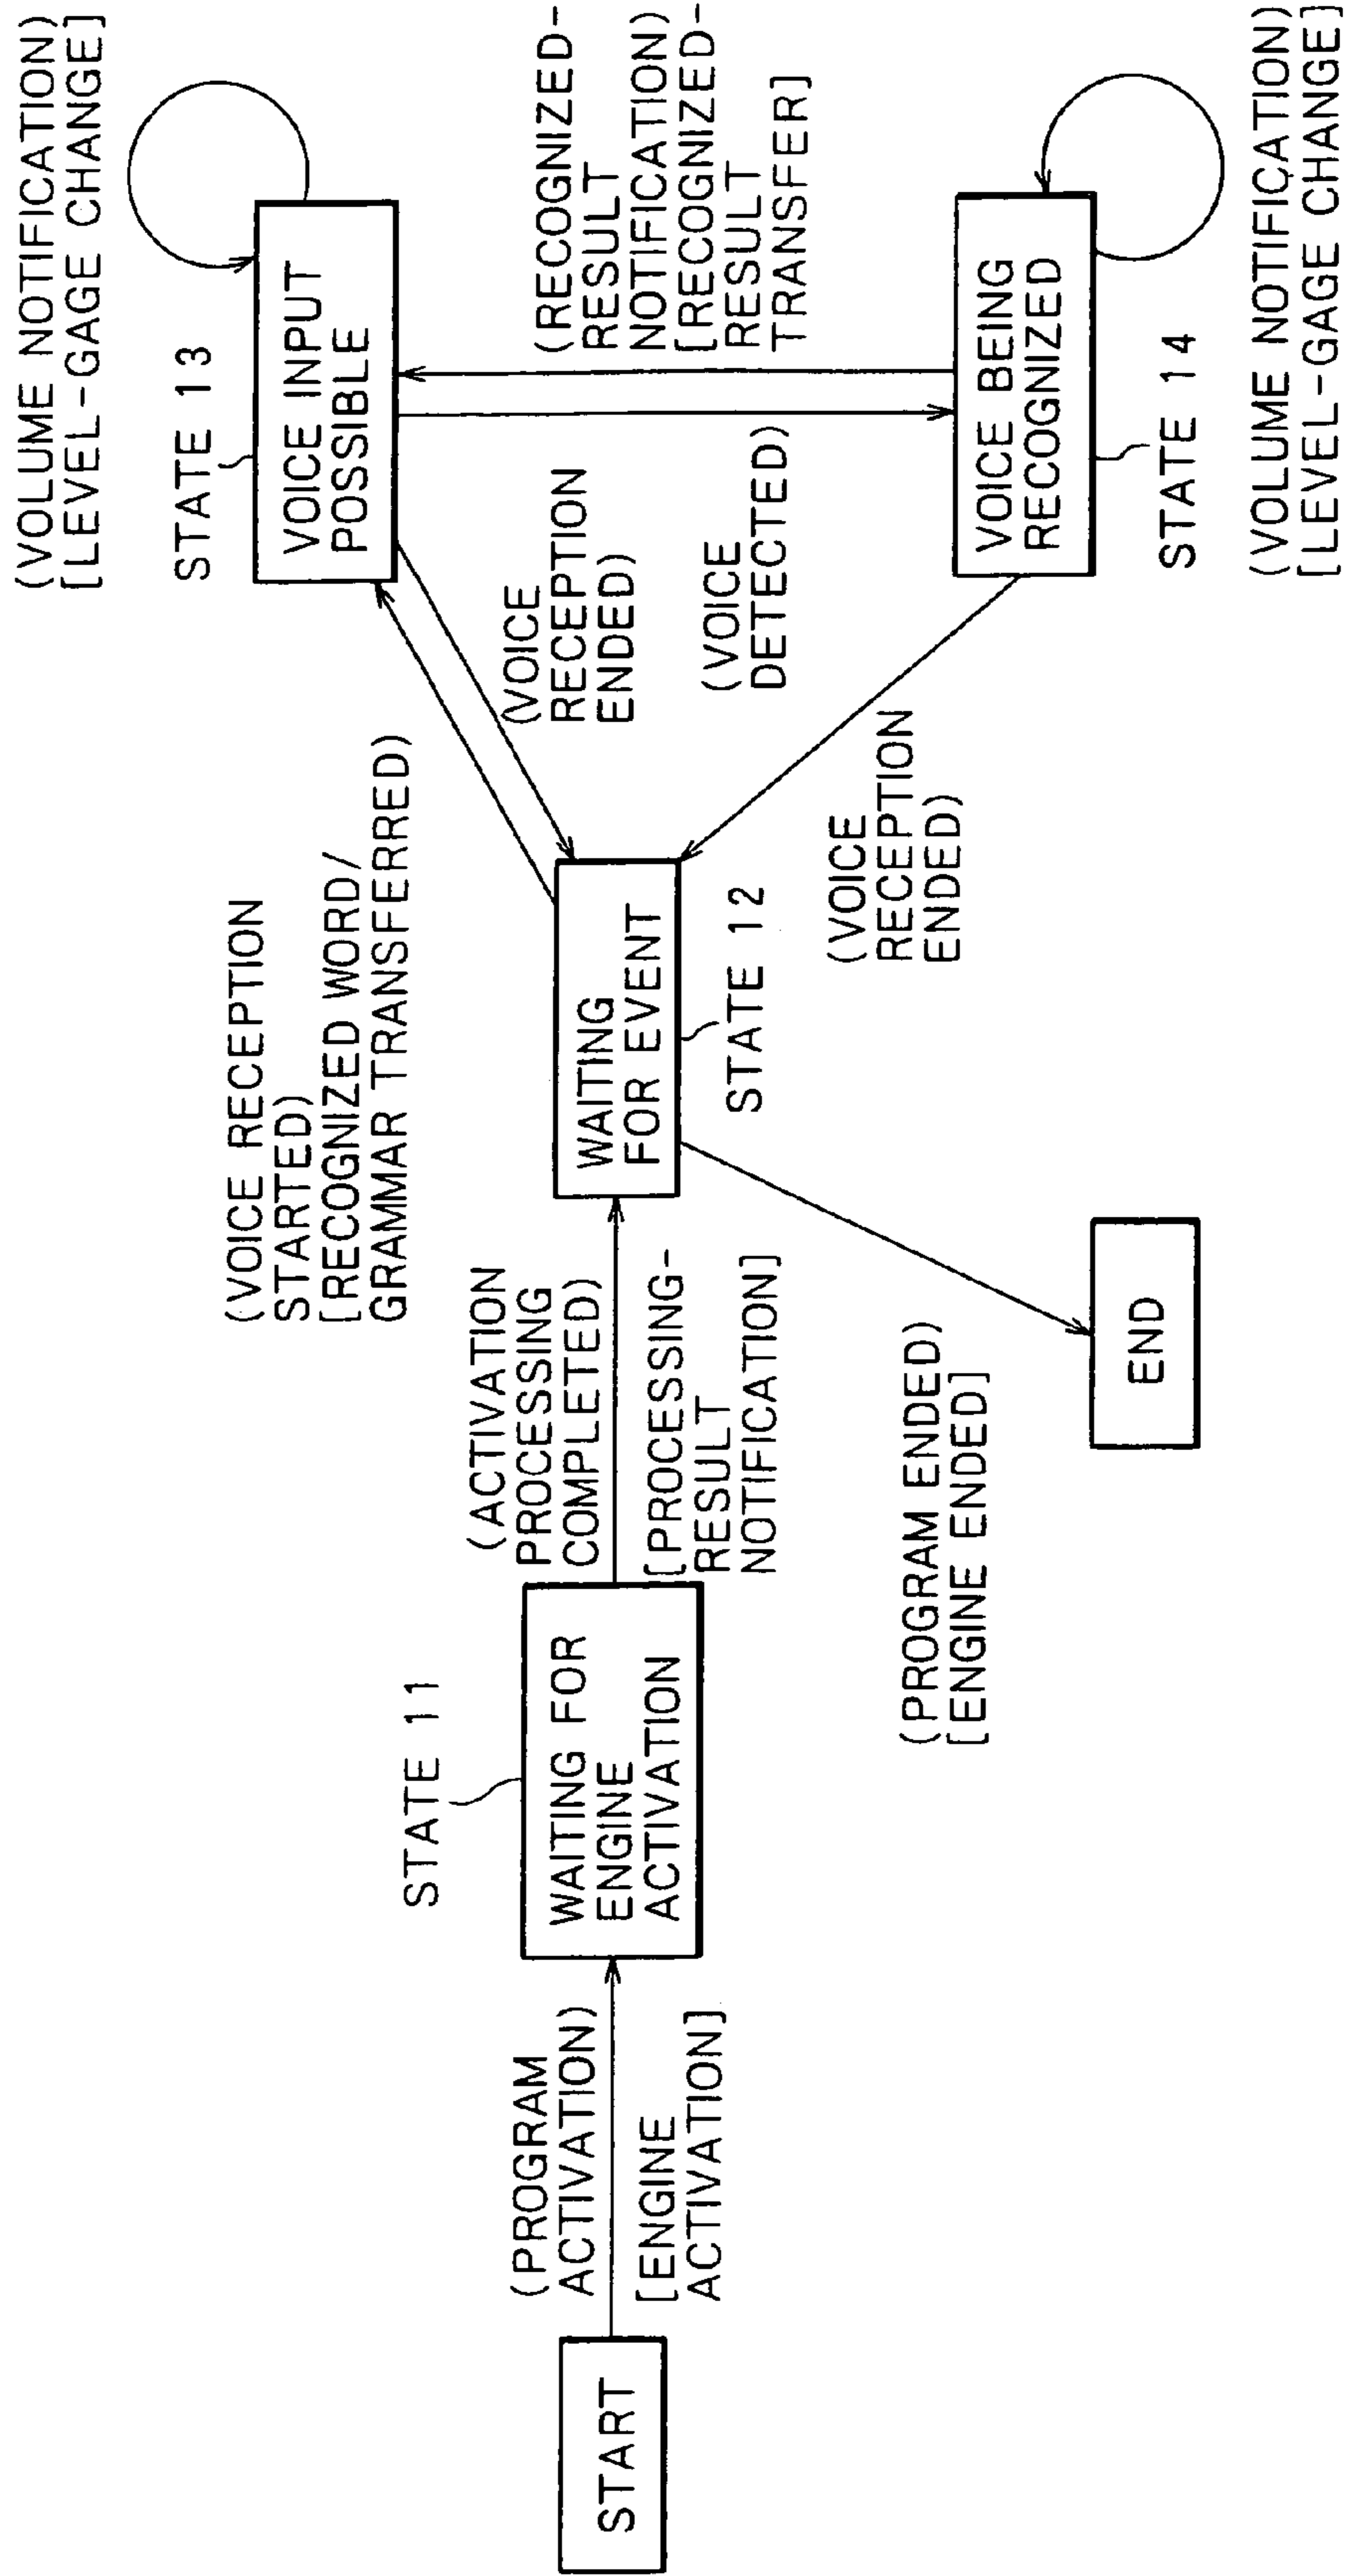 START
(PROGRAM
ACTIVATION)
[ENGINE
ACTIVATION]
STATE 11
WAITING FOR
ENGINE
ACTIVATION
(ACTIVATION
PROCESSING
COMPLETED)
[PROCESSING-
RESULT
NOTIFICATION]
WAITING
FOR EVENT
STATE 12
(PROGRAM ENDED)
[ENGINE ENDED]
END
(VOICE RECEPTION
STARTED)
[RECOGNIZED WORD/
GRAMMAR TRANSFERRED)
(VOICE
RECEPTION
ENDED)
(VOLUME NOTIFICATION)
[LEVEL-GAGE CHANGE]
STATE 13
VOICE INPUT
POSSIBLE
(RECOGNIZED-
RESULT
NOTIFICATION)
[RECOGNIZED-
RESULT
TRANSFER]
(VOICE
DETECTED)
(VOICE
RECEPTION
ENDED)
VOICE BEING
RECOGNIZED
STATE 14
(VOLUME NOTIFICATION)
[LEVEL-GAGE CHANGE]